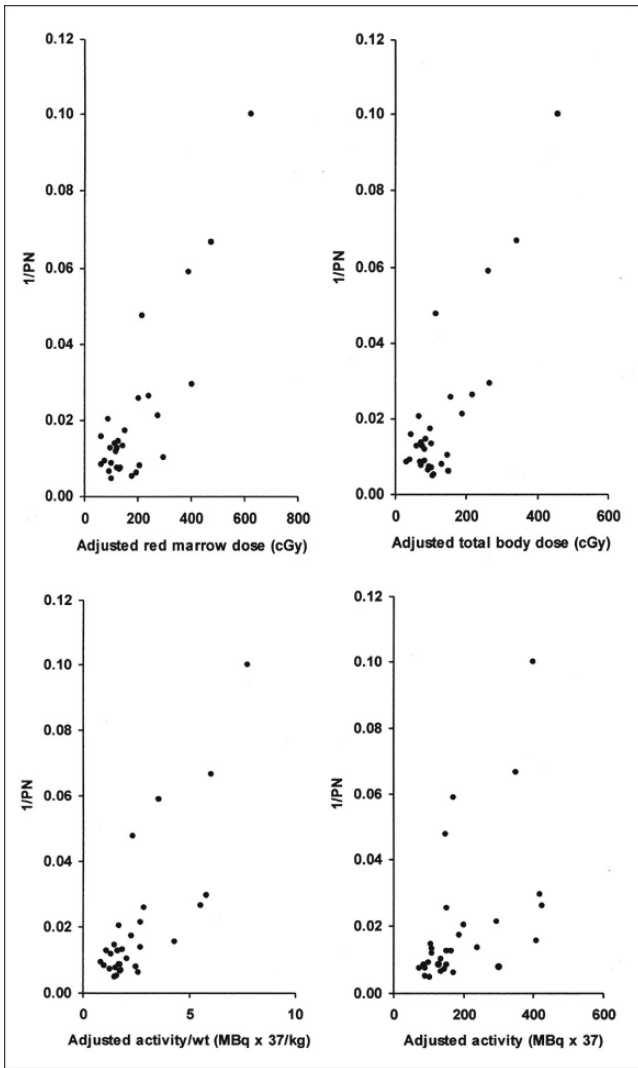 0.12
0.10
0.08
0.06
0.04
0.02
0.00
1/PN
0 200 400 600 800
Adjusted red marrow dose (cGy)
0.12
0.10
0.08
0.06
0.04
0.02
0.00
1/PN
0 200 400 600
Adjusted total body dose (cGy)
0.12
0.10
0.08
0.06
0.04
0.02
0.00
1/PN
0 5 10
Adjusted activity/wt (MBq x 37/kg)
0.12
0.10
0.08
0.06
0.04
0.02
0.00
1/PN
0 200 400 600
Adjusted activity (MBq x 37)